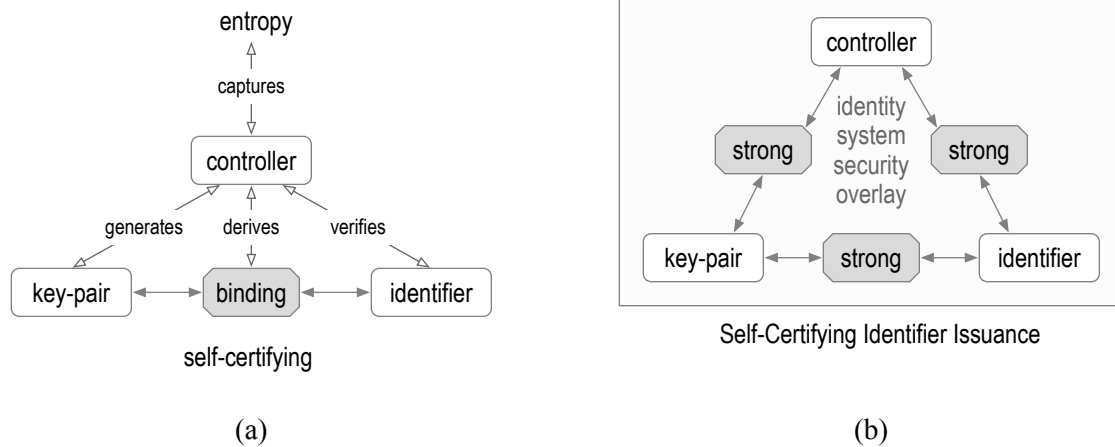 entropy
captures
controller
generates
derives
verifies
key-pair
binding
identifier
self-certifying
(a)
controller
identity
system
security
overlay
strong
strong
key-pair
strong
identifier
Self-Certifying Identifier Issuance
(b)